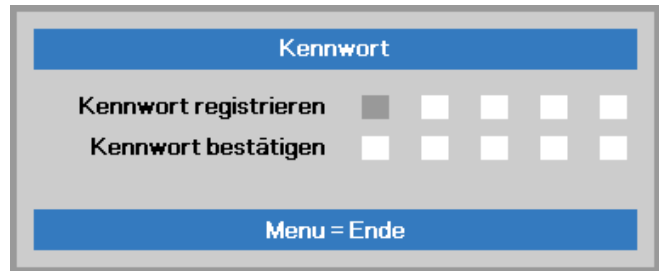 Kennwort
Kennwort registrieren
Kennwort bestätigen
Menu = Ende